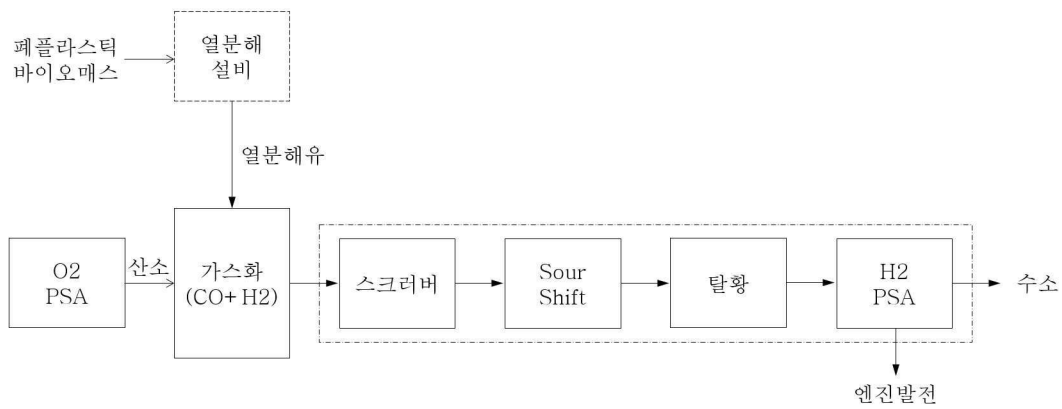 폐플라스틱
바이오매스
열분해
설비
열분해유
O2
PSA
산소
가스화
(CO+H2)
스크러버
Sour
Shift
탈황
H2
PSA
수소
엔진발전